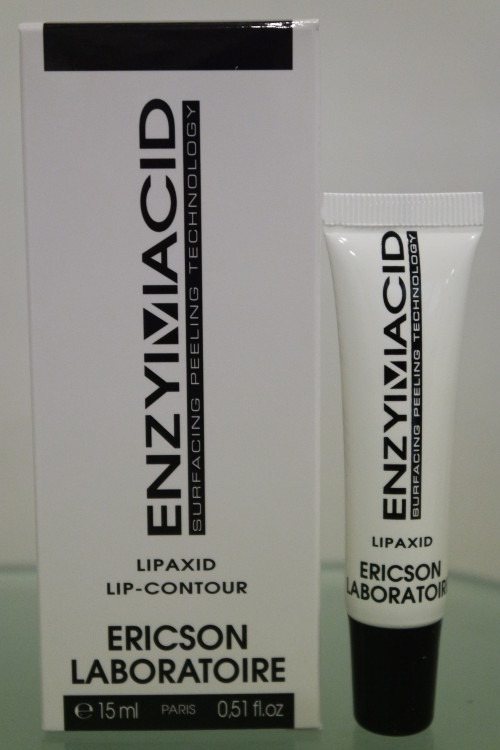 ENZYMACID
SURFACING PEELING TECHNOLOGY
LIPAXID
LIP-CONTOUR
ERICSON
LABORATOIRE
℮ 15 ml PARIS 0,51 fl.oz
ENZYMACID
SURFACING PEELING TECHNOLOGY
LIPAXID
ERICSON
LABORATOIRE